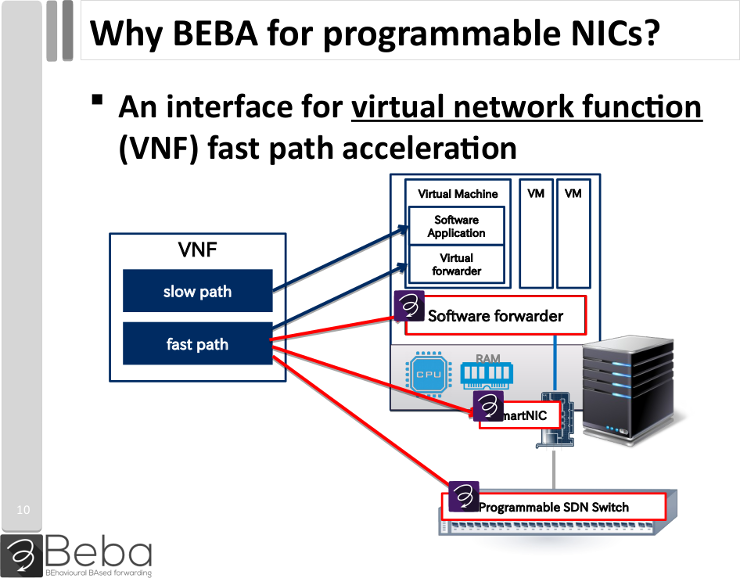 Why BEBA for programmable NICs?
An interface for virtual network function
(VNF) fast path acceleration
Virtual Machine
VM
VM
Software
Application
Virtual
forwarder
VNF
slow path
fast path
Software forwarder
RAM
CPU
martNIC
Programmable SDN Switch
10
Beba
BEhavioural BAsed forwarding